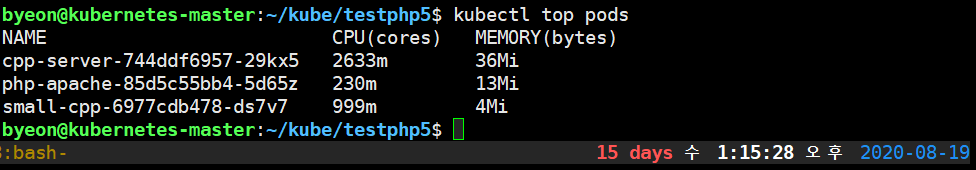 byeon@kubernetes-master:~/kube/testphp5$ kubectl top pods
NAME CPU(cores) MEMORY(bytes)
cpp-server-744ddf6957-29kx5 2633m 36Mi
php-apache-85d5c55bb4-5d65z 230m 13Mi
small-cpp-6977cdb478-ds7v7 999m 4Mi
byeon@kubernetes-master:~/kube/testphp5$
:bash- 15 days 수 1:15:28 오후 2020-08-19